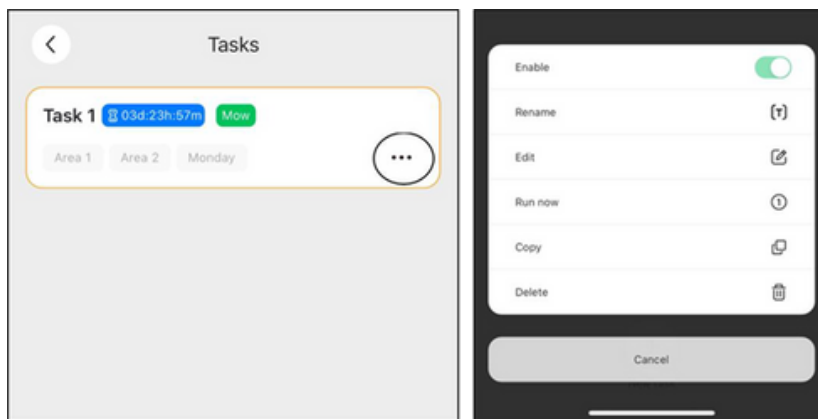 Tasks
Task 1 03d:23h:57m Mow
Area 1 Area 2 Monday
Enable
Rename
Edit
Run now
Copy
Delete
Cancel